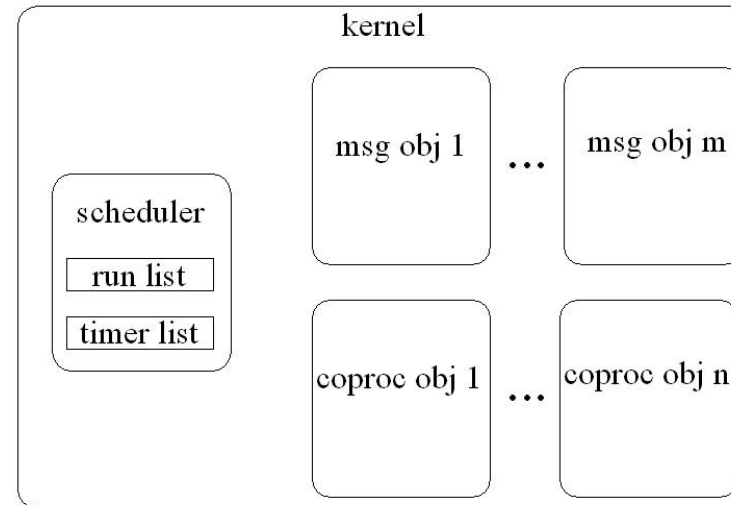 kernel
msg obj 1
...
msg obj m
scheduler
run list
timer list
coproc obj 1
...
coproc obj n